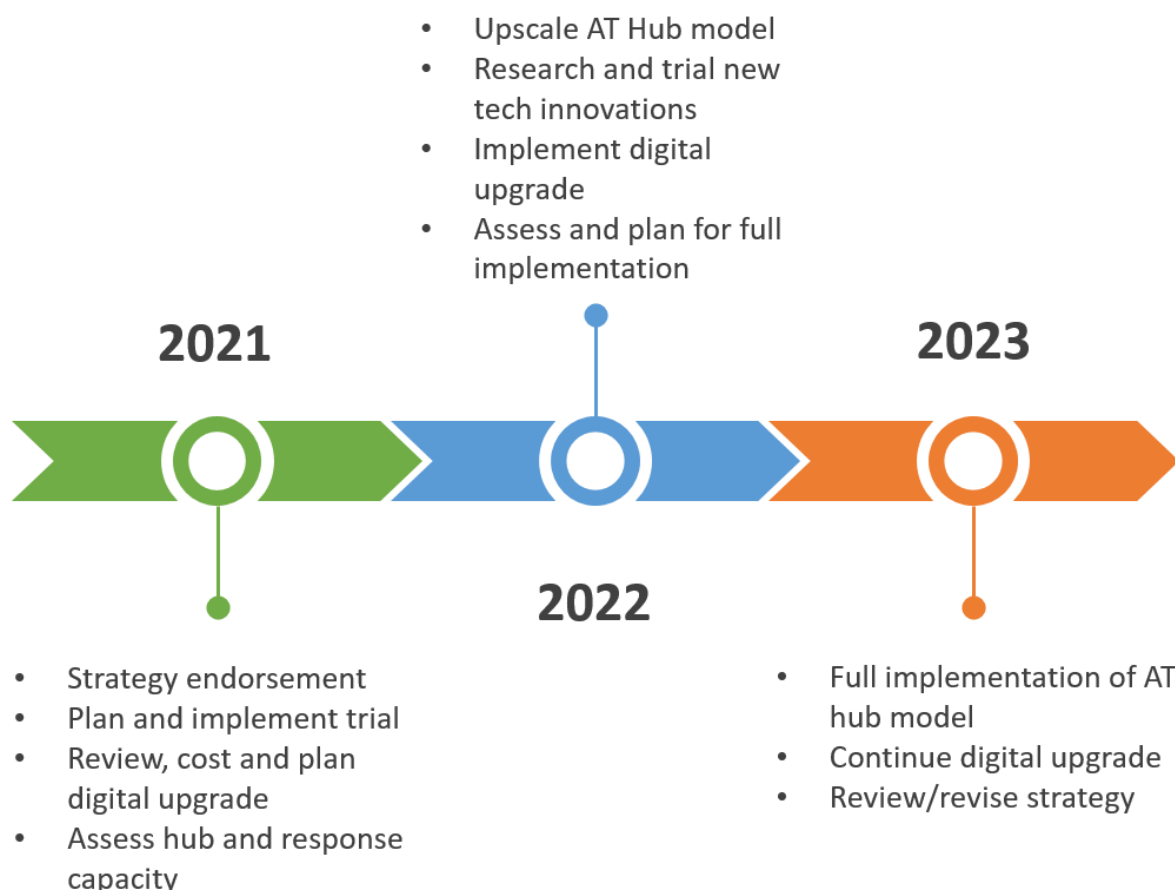 • Upscale AT Hub model
• Research and trial new
tech innovations
• Implement digital
upgrade
• Assess and plan for full
implementation
2021
2023
2022
• Strategy endorsement
• Plan and implement trial
• Review, cost and plan
digital upgrade
• Assess hub and response
capacity
• Full implementation of AT
hub model
• Continue digital upgrade
• Review/revise strategy